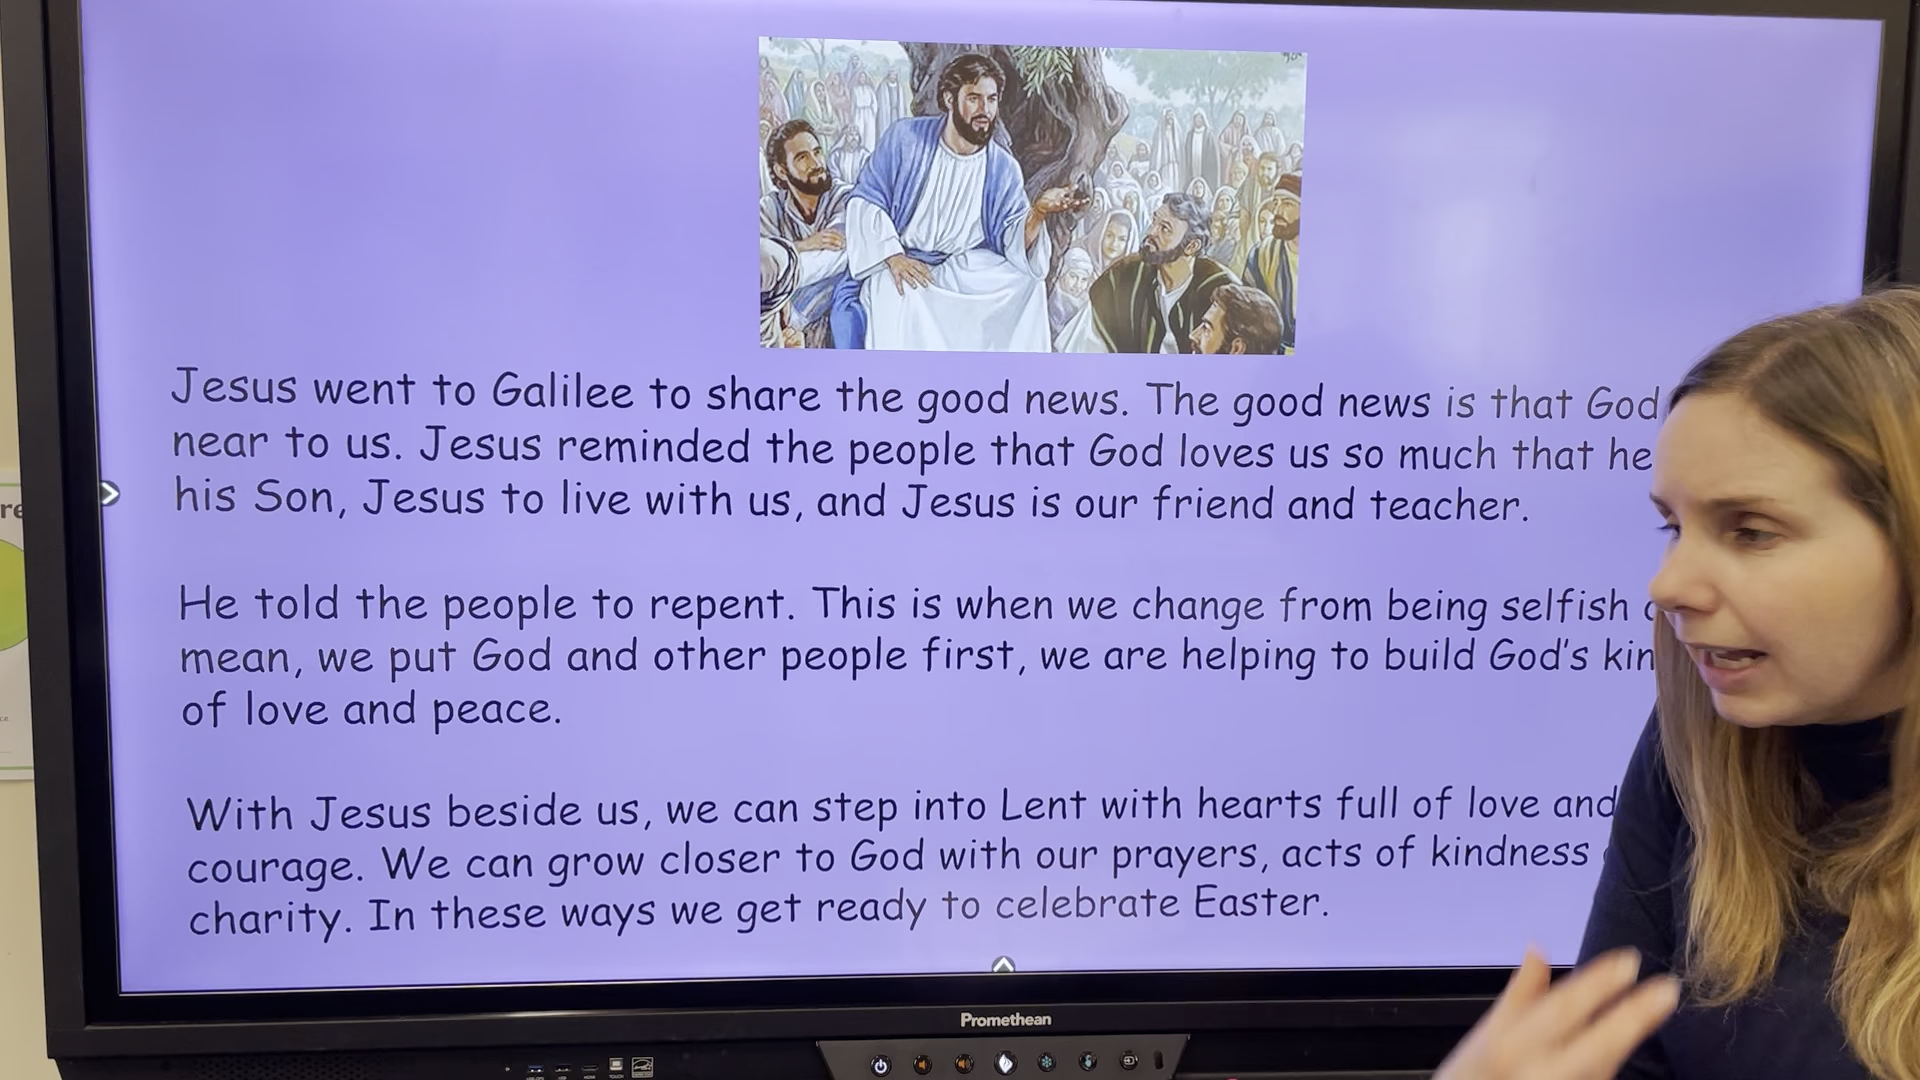 Jesus went to Galilee to share the good news. The good news is that God
near to us. Jesus reminded the people that God loves us so much that he
his Son, Jesus to live with us, and Jesus is our friend and teacher.
He told the people to repent. This is when we change from being selfish
mean, we put God and other people first, we are helping to build God's kin
of love and peace.
With Jesus beside us, we can step into Lent with hearts full of love and
courage. We can grow closer to God with our prayers, acts of kindness
charity. In these ways we get ready to celebrate Easter.
Promethean